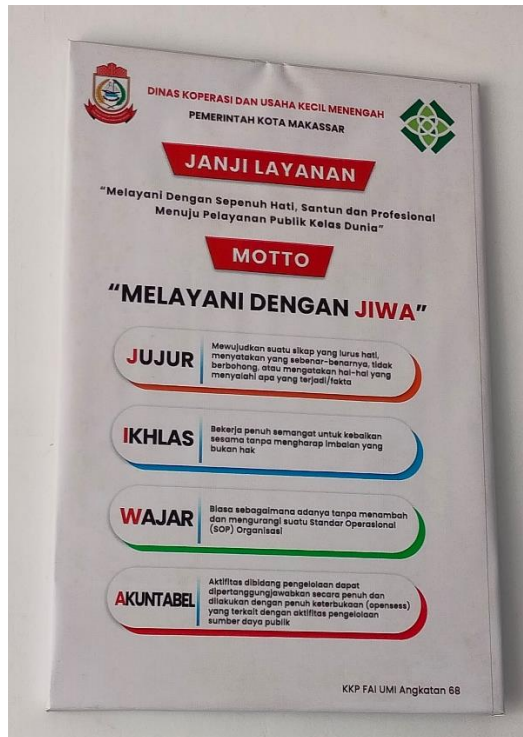 DINAS KOPERASI DAN USAHA KECIL MENENGAH
PEMERINTAH KOTA MAKASSAR
JANJI LAYANAN
"Melayani Dengan Sepenuh Hati, Santun dan Profesional
Menuju Pelayanan Publik Kelas Dunia"
MOTTO
"MELAYANI DENGAN JIWA"
JUJUR
Mewujudkan suatu sikap yang lurus hati,
menyatakan yang sebenar-benarnya, tidak
berbohong, atau mengatakan hal-hal yang
menyalahi apa yang terjadi/fakta
IKHLAS
Bekerja penuh semangat untuk kebaikan
sesama tanpa mengharap imbalan yang
bukan hak
WAJAR
Biasa sebagaimana adanya tanpa menambah
dan mengurangi suatu Standar Operasional
(SOP) Organisasi
AKUNTABEL
Aktifitas dibidang pengelolaan dapat
dipertanggungjawabkan secara penuh dan
dilakukan dengan penuh keterbukaan (opensess)
yang terkait dengan aktifitas pengelolaan
sumber daya publik
KKP FAI UMI Angkatan 68